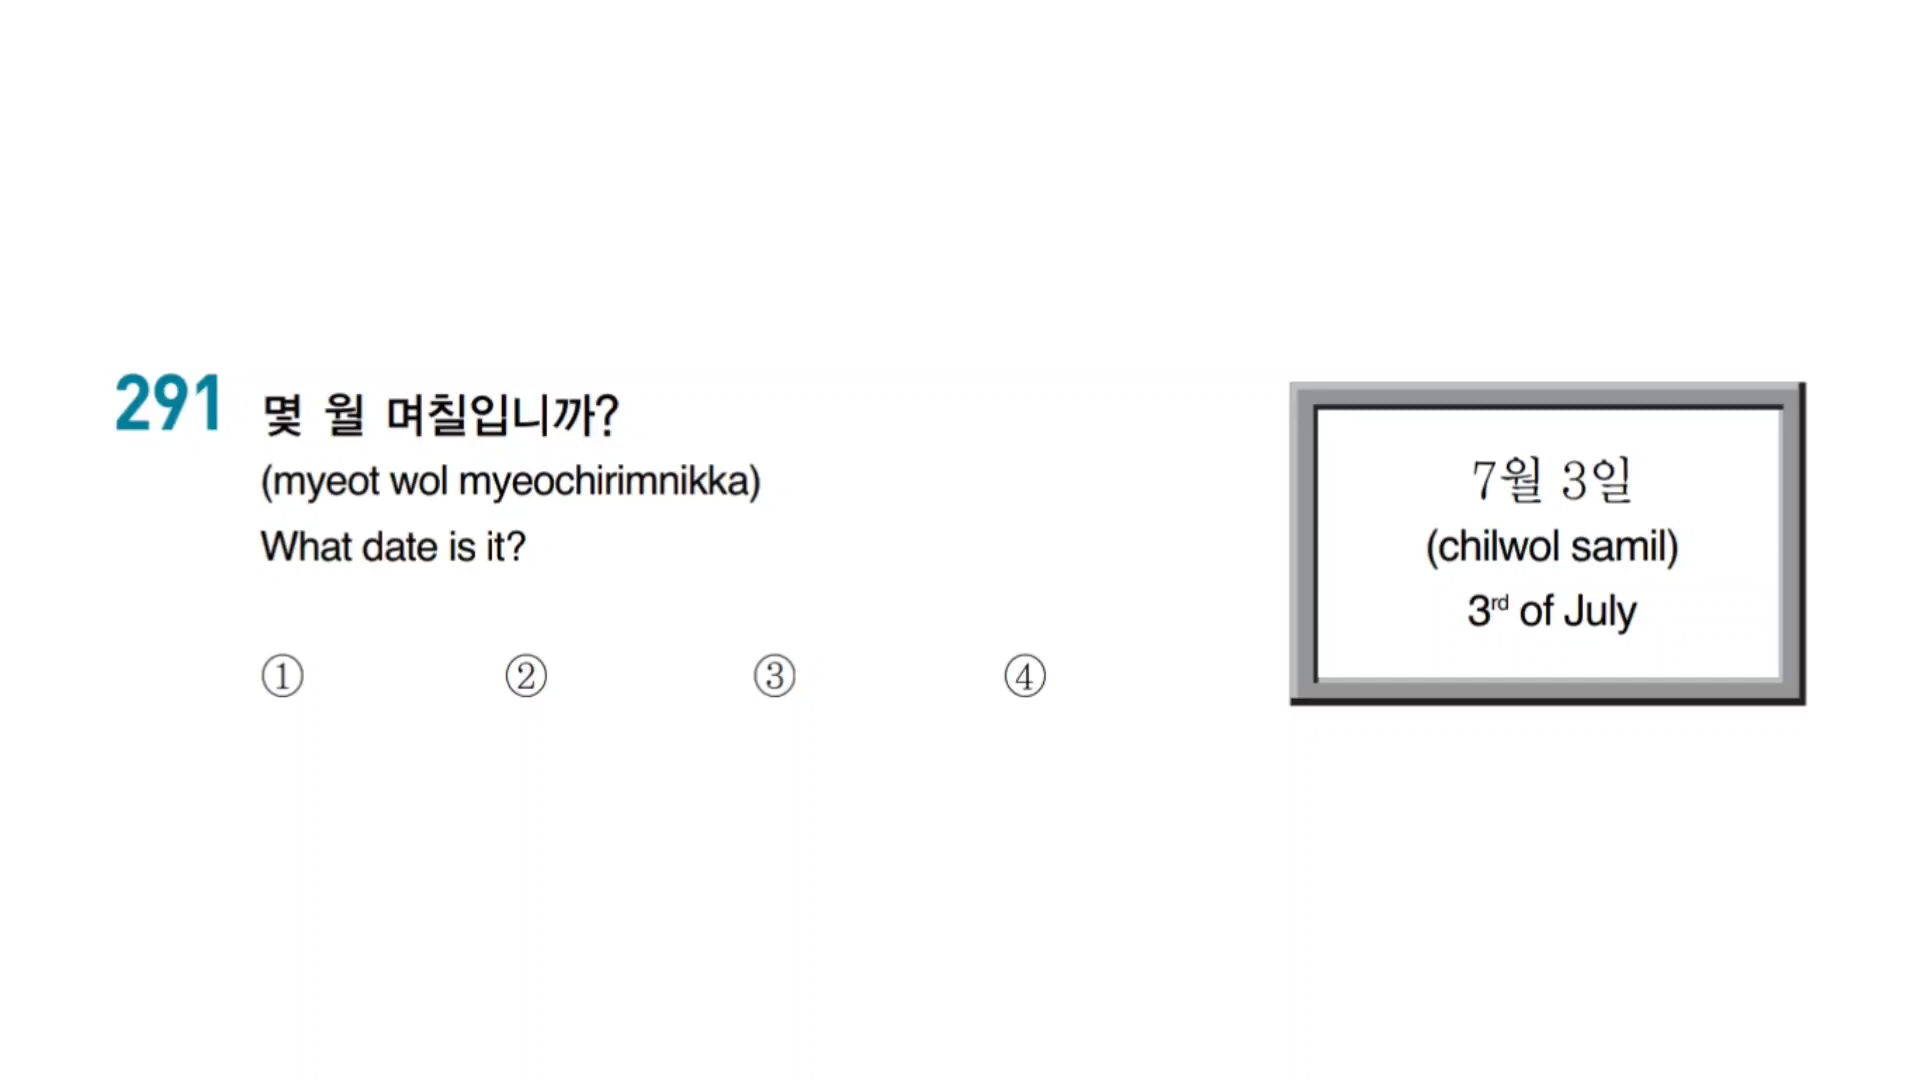 291 몇 월 며칠입니까?
(myeot wol myeochirimnikka)
What date is it?
① ② ③ ④
7월 3일
(chilwol samil)
3rd of July